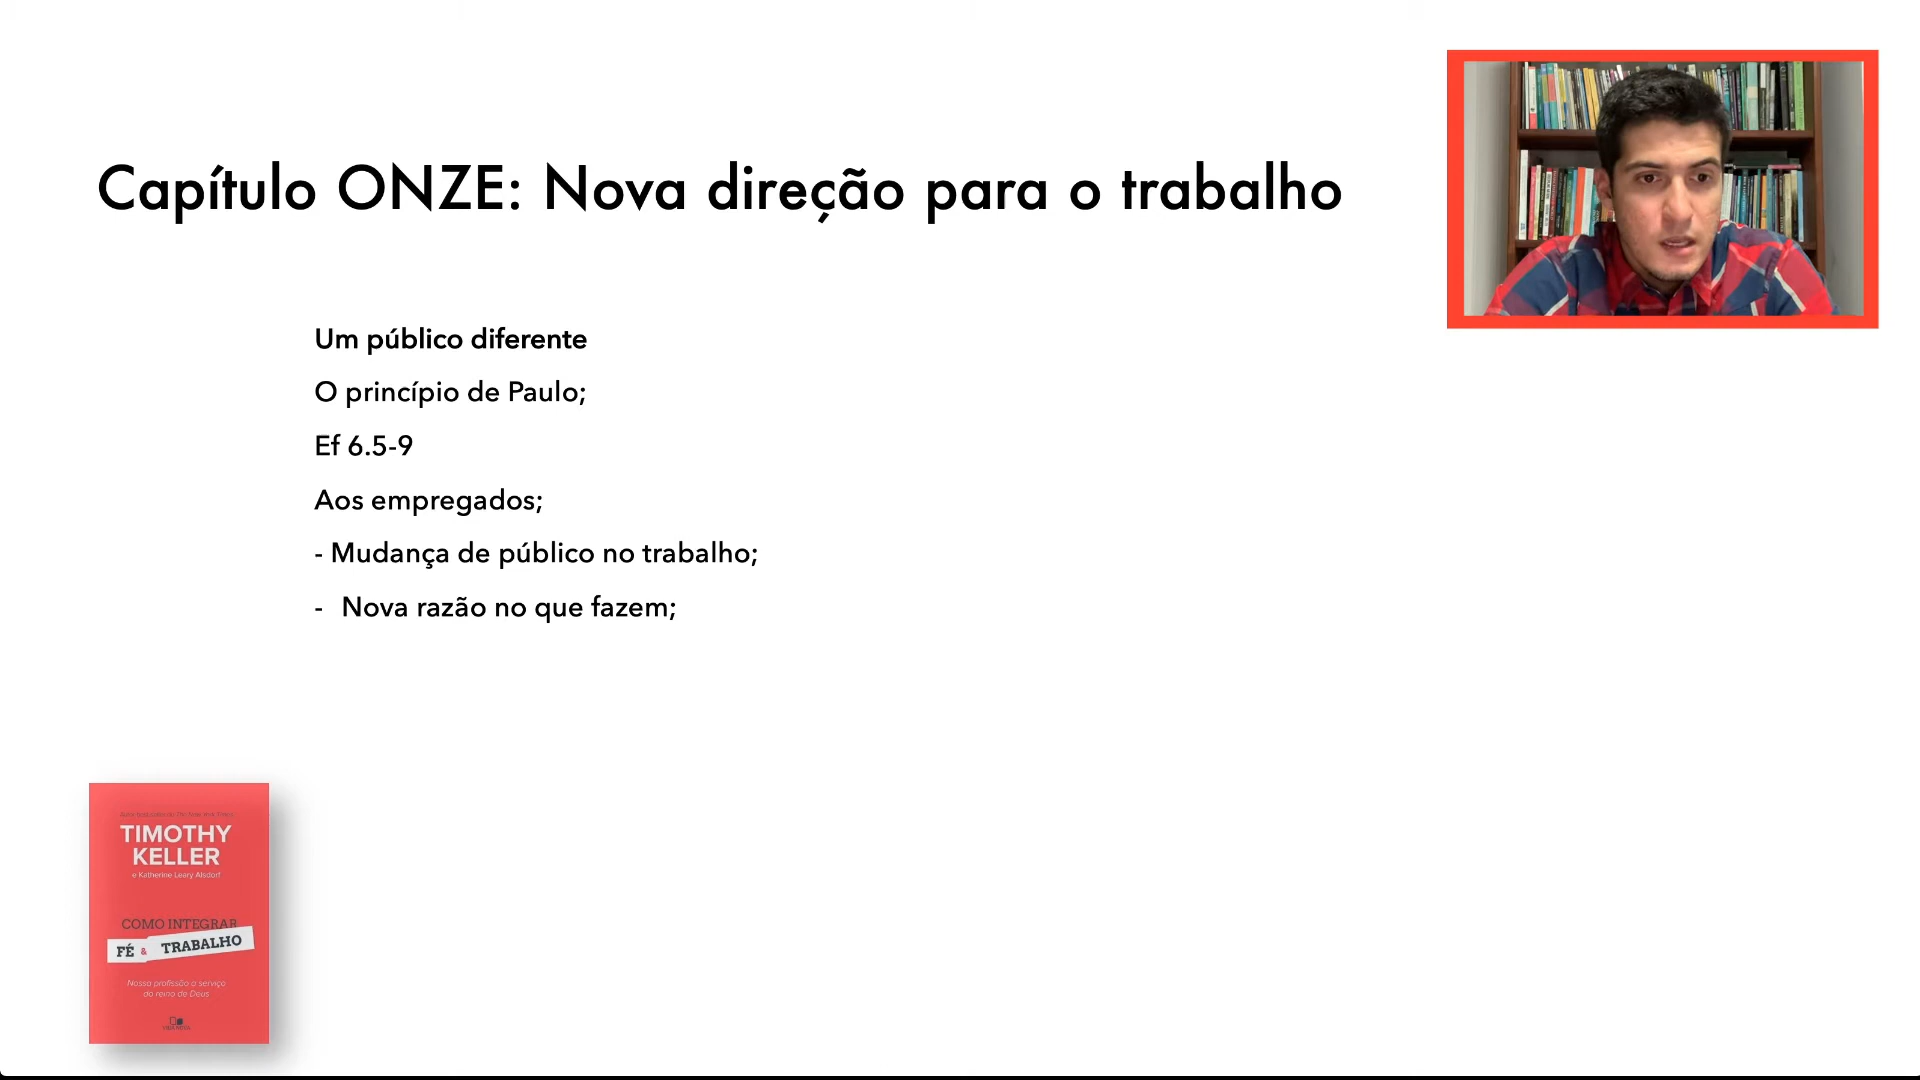 Capítulo ONZE: Nova direção para o trabalho
Um público diferente
O princípio de Paulo;
Ef 6.5-9
Aos empregados;
- Mudança de público no trabalho;
- Nova razão no que fazem;
TIMOTHY
KELLER
e Katherine Leary Alsdorf
COMO INTEGRAR
FÉ & TRABALHO
Nossa profissão a serviço
do reino de Deus
VIDA NOVA